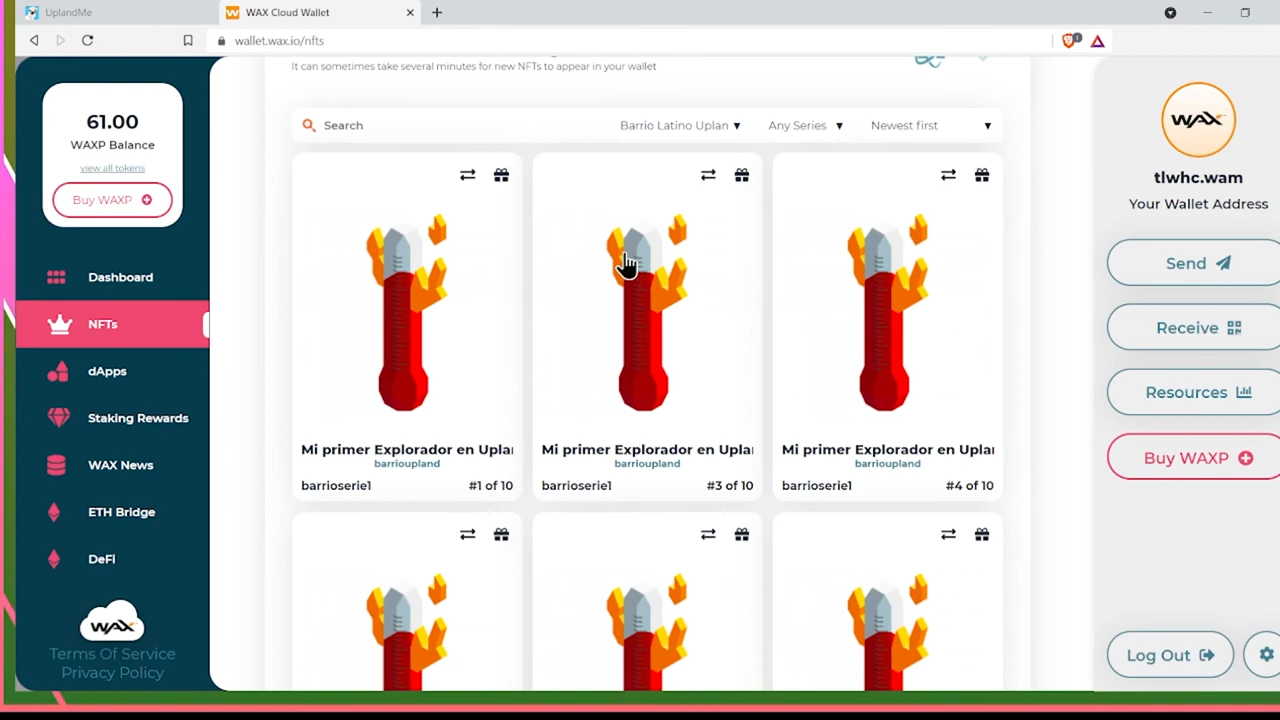 UplandMe
WAX Cloud Wallet
wallet.wax.io/nfts
1
61.00
WAXP Balance
view all tokens
Buy WAXP
Dashboard
NFTs
dApps
Staking Rewards
WAX News
ETH Bridge
DeFi
WAX
Terms Of Service
Privacy Policy
It can sometimes take several minutes for new NFTs to appear in your wallet
Search
Barrio Latino Uplan
Any Series
Newest first
Mi primer Explorador en Upla
barrioupland
barrioserie1 #1 of 10
Mi primer Explorador en Upla
barrioupland
barrioserie1 #3 of 10
Mi primer Explorador en Upla
barrioupland
barrioserie1 #4 of 10
WAX
tlwhc.wam
Your Wallet Address
Send
Receive
Resources
Buy WAXP
Log Out